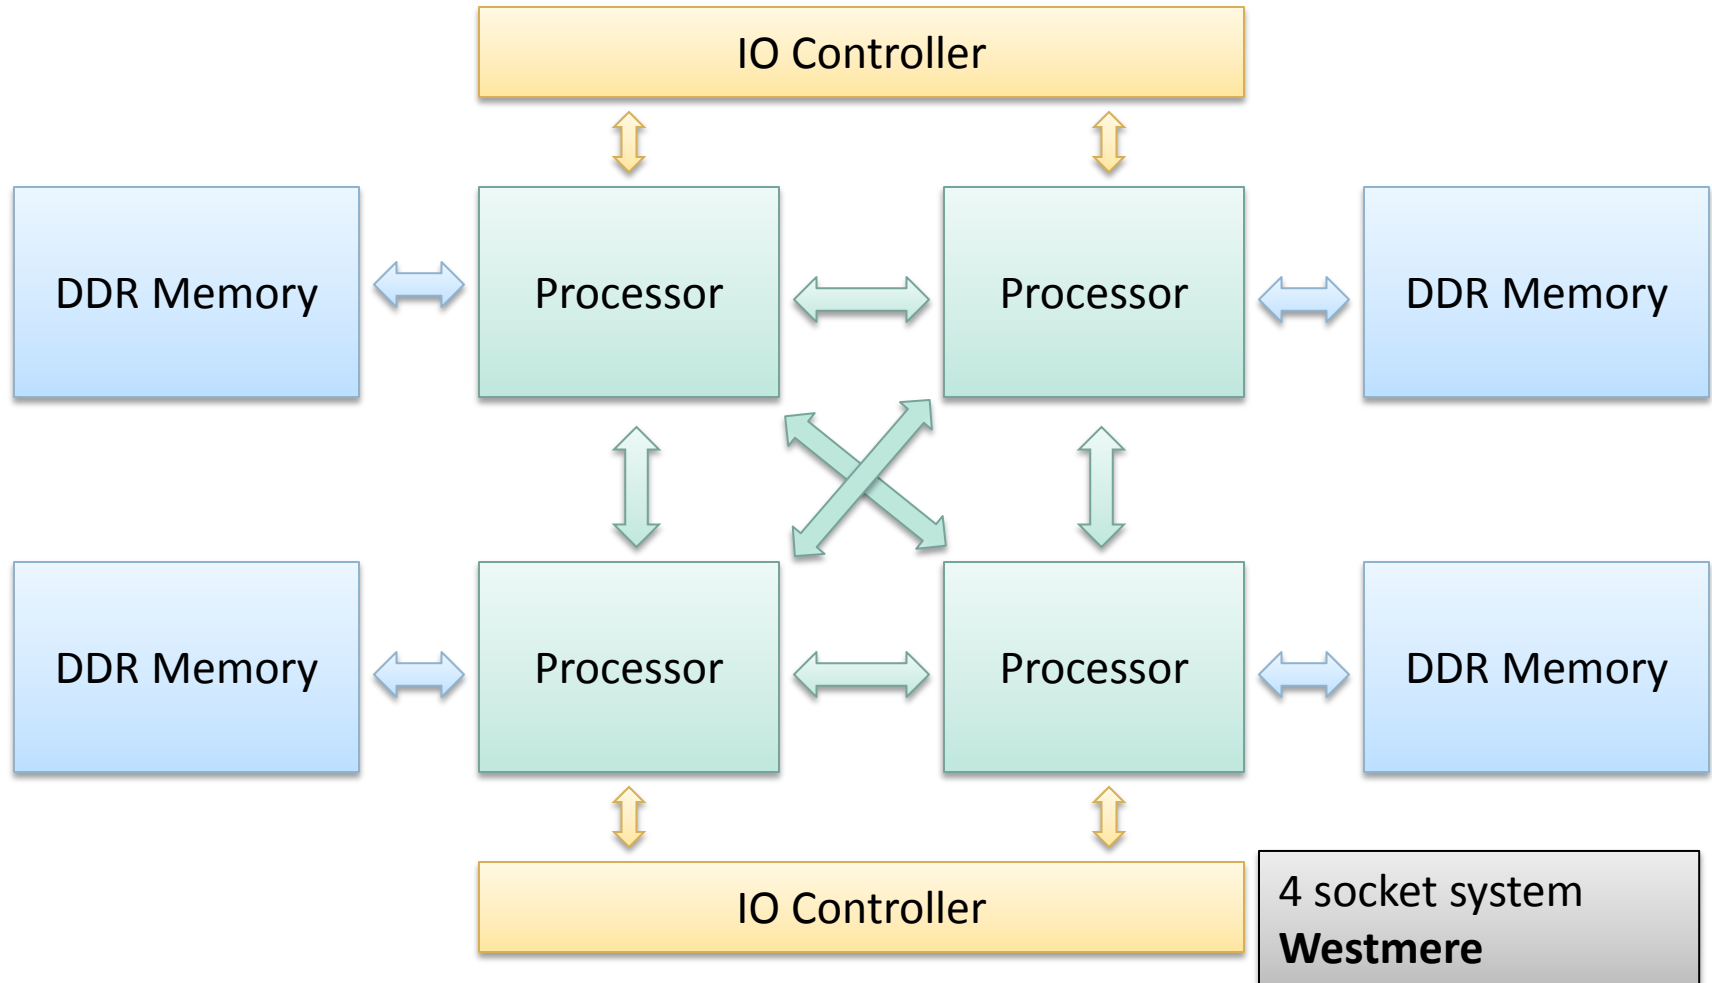 IO Controller
DDR Memory
Processor
Processor
DDR Memory
DDR Memory
Processor
Processor
DDR Memory
IO Controller
4 socket system
Westmere